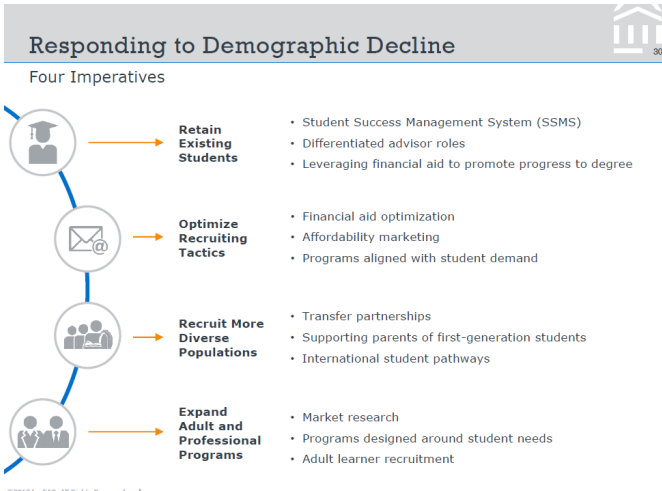 Responding to Demographic Decline
30
Four Imperatives
Retain
Existing
Students
• Student Success Management System (SSMS)
• Differentiated advisor roles
• Leveraging financial aid to promote progress to degree
Optimize
Recruiting
Tactics
• Financial aid optimization
• Affordability marketing
• Programs aligned with student demand
Recruit More
Diverse
Populations
• Transfer partnerships
• Supporting parents of first-generation students
• International student pathways
Expand
Adult and
Professional
Programs
• Market research
• Programs designed around student needs
• Adult learner recruitment
@